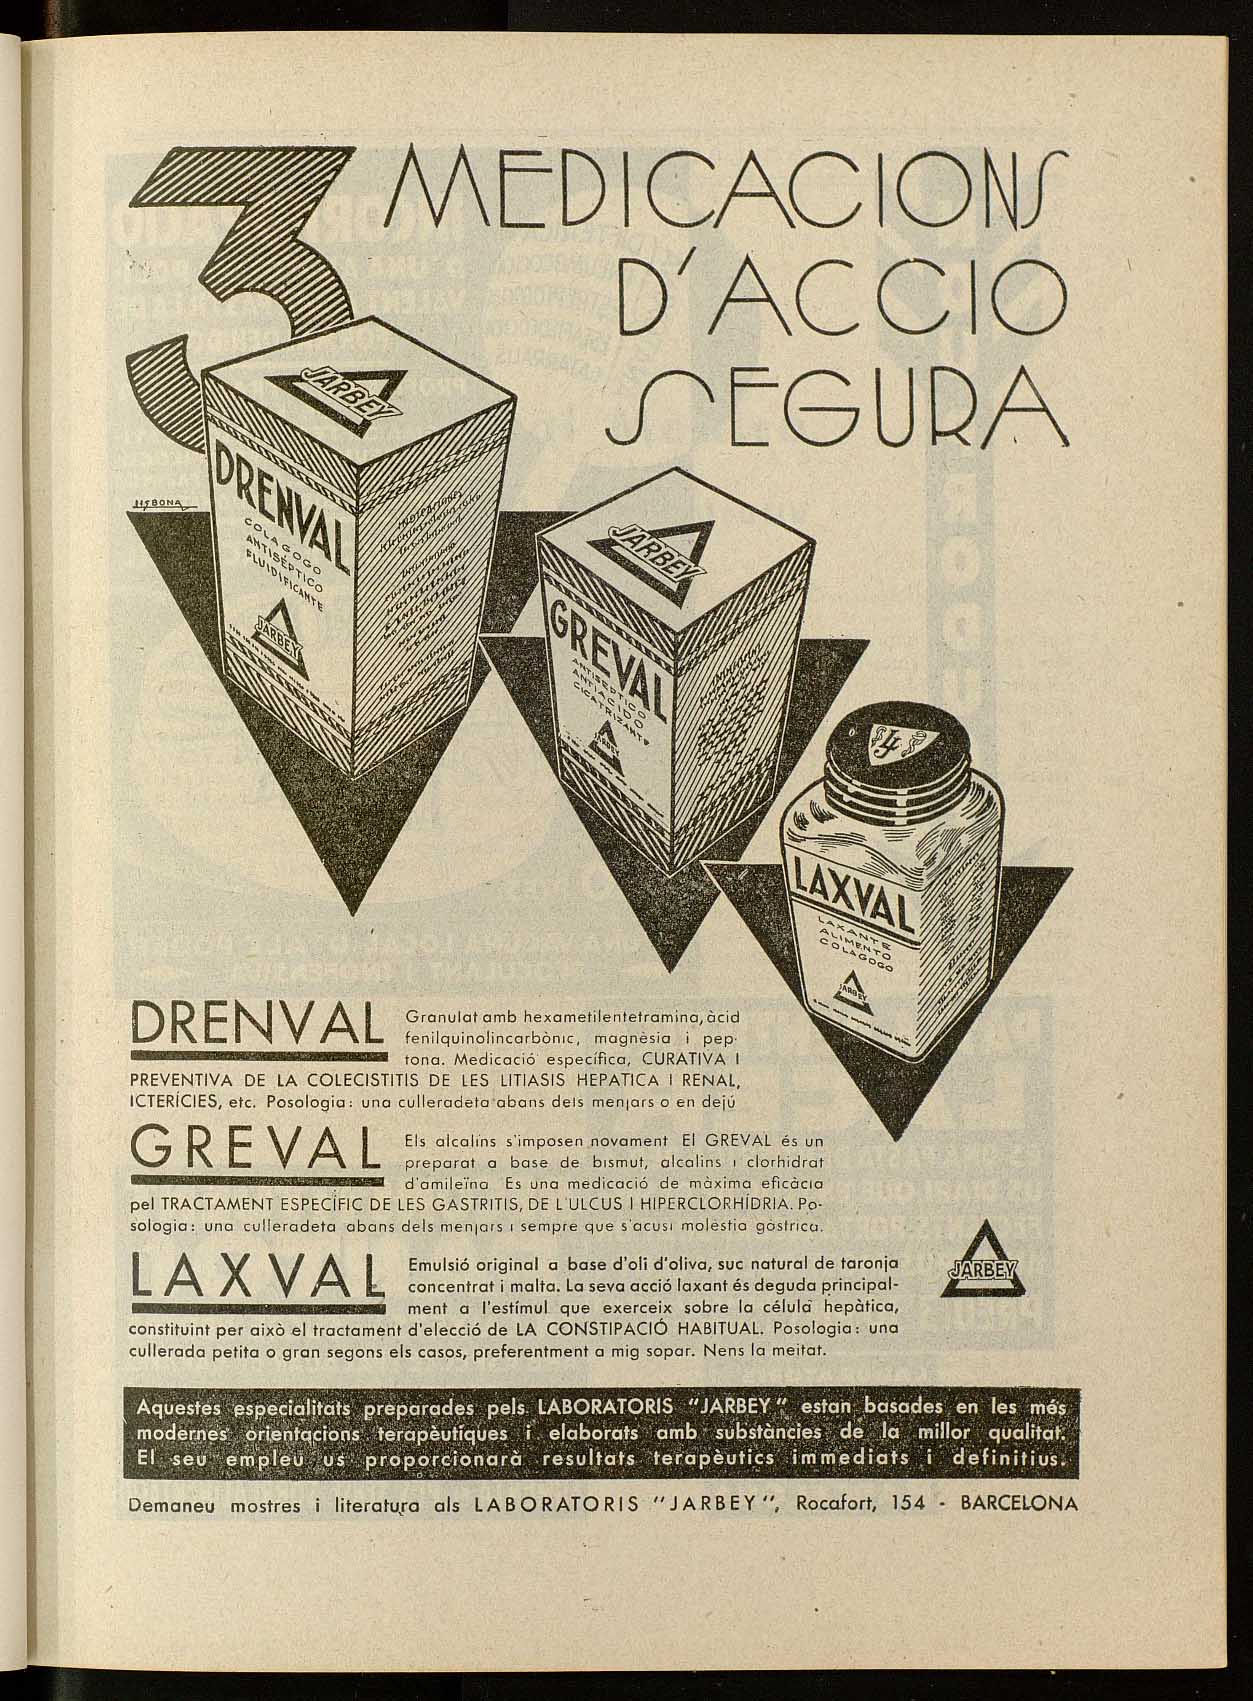 3 MEDICACIONS
D'ACCIO
SEGURA
JARBEY
DRENVAL
COLAGOGO
ANTISÉPTICO
FLUIDIFICANTE
JARBEY
INDICACIONES
LISBONA
JARBEY
GREVAL
ANTISEPTICO
ANTIACIDO
CICATRIZANTE
JARBEY
LJ
LAXVAL
LAXANTE
ALIMENTO
COLAGOGO
JARBEY
DRENVAL Granulat amb hexametilentetramina, àcid
fenilquinolincarbònic, magnèsia i pep-
tona. Medicació específica, CURATIVA I
PREVENTIVA DE LA COLECISTITIS DE LES LITIASIS HEPATICA I RENAL,
ICTERÍCIES, etc. Posologia: una culleradeta abans dels menjars o en dejú
GREVAL Els alcalins s'imposen novament El GREVAL és un
preparat a base de bismut, alcalins i clorhidrat
d'amileïna Es una medicació de màxima eficàcia
pel TRACTAMENT ESPECÍFIC DE LES GASTRITIS, DE L'ULCUS I HIPERCLORHÍDRIA. Po-
sologia: una culleradeta abans dels menjars i sempre que s'acusi molèstia gàstrica.
LAXVAL Emulsió original a base d'oli d'oliva, suc natural de taronja
concentrat i malta. La seva acció laxant és deguda principal-
ment a l'estímul que exerceix sobre la célula hepàtica,
constituint per això el tractament d'elecció de LA CONSTIPACIÓ HABITUAL. Posologia: una
cullerada petita o gran segons els casos, preferentment a mig sopar. Nens la meitat.
JARBEY
Aquestes especialitats preparades pels LABORATORIS "JARBEY" estan basades en les més
modernes orientacions terapèutiques i elaborats amb substàncies de la millor qualitat.
El seu empleu us proporcionarà resultats terapèutics immediats i definitius.
Demaneu mostres i literatura als LABORATORIS "JARBEY", Rocafort, 154 - BARCELONA